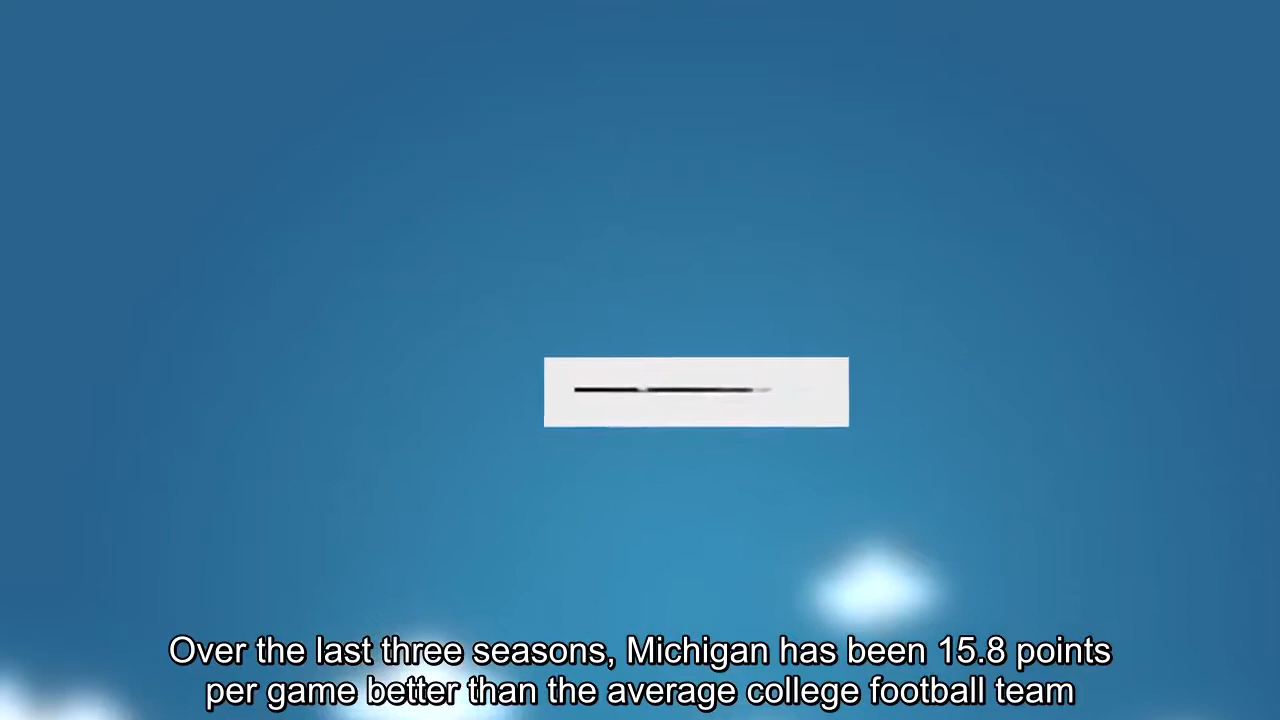 Over the last three seasons, Michigan has been 15.8 points
per game better than the average college football team